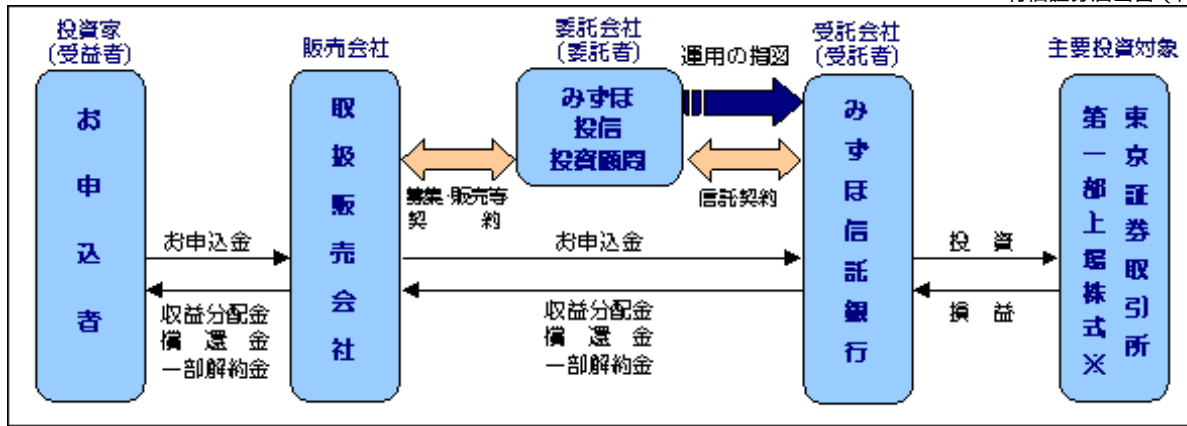 投資家
(受益者)
お申込者
販売会社
取扱販売会社
委託会社
(委託者)
みずほ
投信
投資顧問
運用の指図
受託会社
(受託者)
みずほ信託銀行
主要投資対象
東京証券取引所
第一部上場株式※
募集・販売等
契約
信託契約
お申込金
お申込金
投資
収益分配金
償還金
一部解約金
収益分配金
償還金
一部解約金
損益